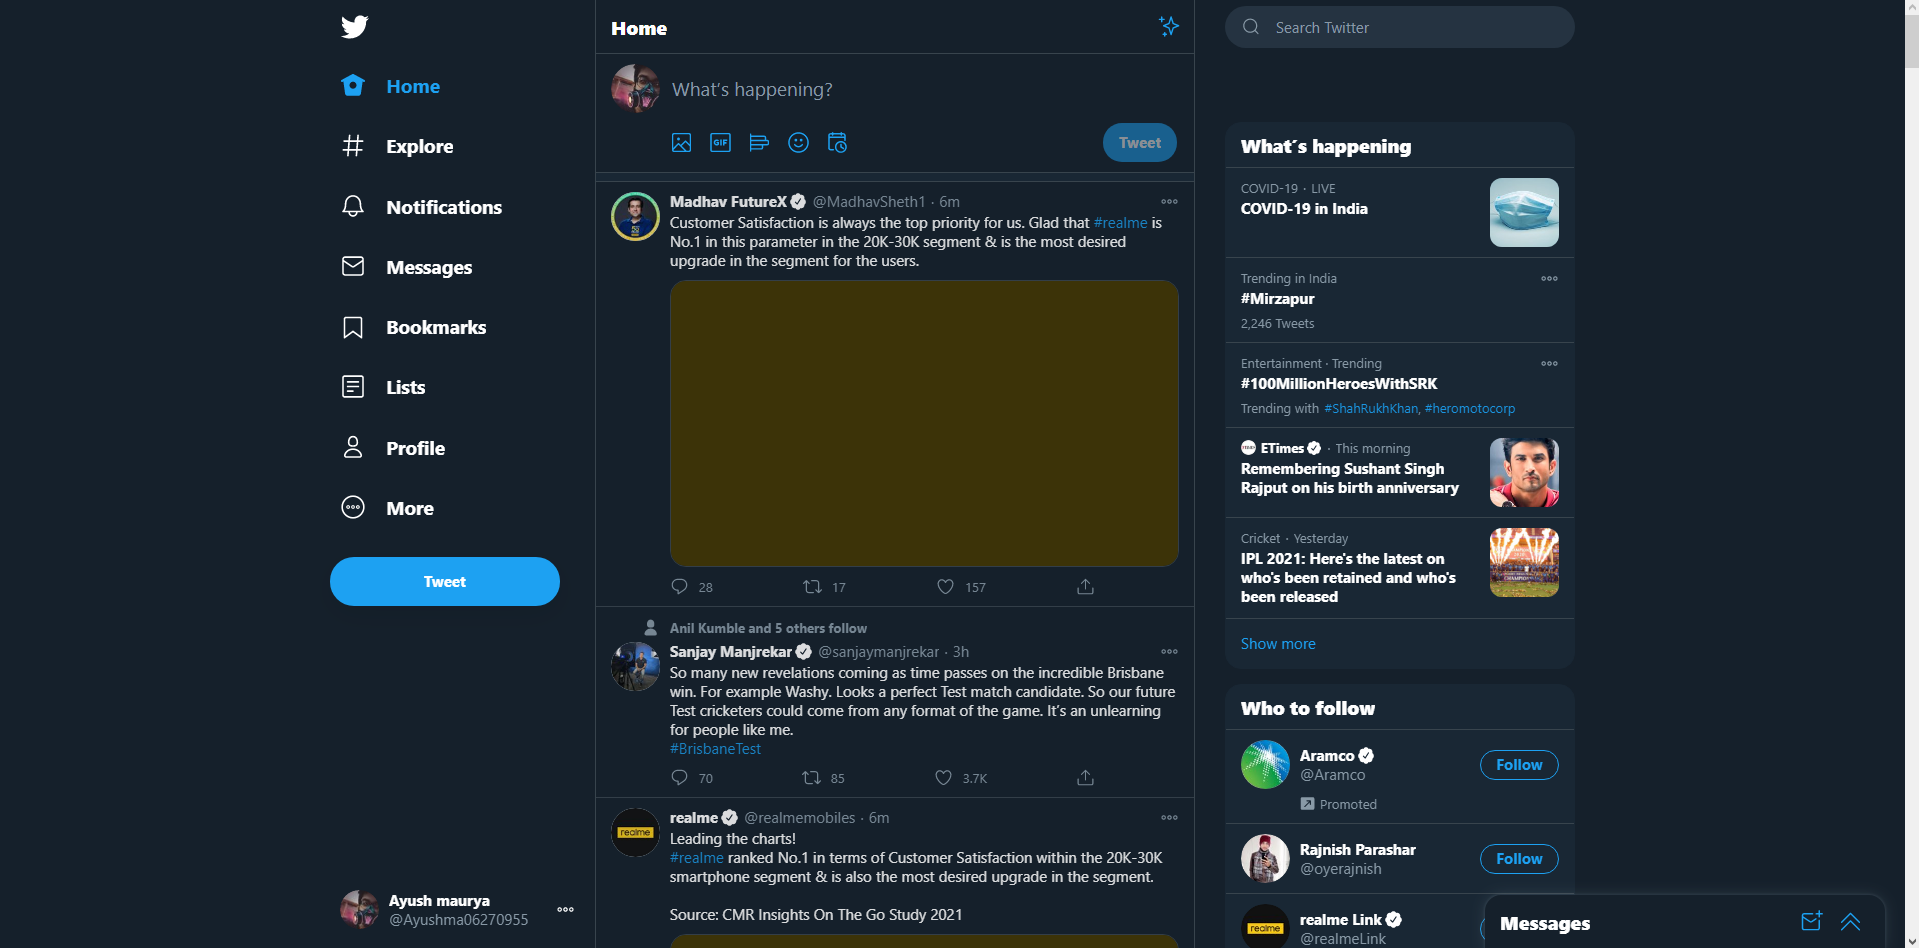 Home
Explore
Notifications
Messages
Bookmarks
Lists
Profile
More
Tweet
Ayush maurya
@Ayushma06270955
Home
What's happening?
GIF
Tweet
Madhav FutureX @MadhavSheth1 · 6m
Customer Satisfaction is always the top priority for us. Glad that #realme is
No.1 in this parameter in the 20K-30K segment & is the most desired
upgrade in the segment for the users.
28 17 157
Anil Kumble and 5 others follow
Sanjay Manjrekar @sanjaymanjrekar · 3h
So many new revelations coming as time passes on the incredible Brisbane
win. For example Washy. Looks a perfect Test match candidate. So our future
Test cricketers could come from any format of the game. It's an unlearning
for people like me.
#BrisbaneTest
70 85 3.7K
realme
realme @realmemobiles · 6m
Leading the charts!
#realme ranked No.1 in terms of Customer Satisfaction within the 20K-30K
smartphone segment & is also the most desired upgrade in the segment.
Source: CMR Insights On The Go Study 2021
Search Twitter
What's happening
COVID-19 · LIVE
COVID-19 in India
Trending in India
#Mirzapur
2,246 Tweets
Entertainment · Trending
#100MillionHeroesWithSRK
Trending with #ShahRukhKhan, #heromotocorp
ETimes · This morning
Remembering Sushant Singh
Rajput on his birth anniversary
Cricket · Yesterday
IPL 2021: Here's the latest on
who's been retained and who's
been released
Show more
Who to follow
Aramco
@Aramco
Follow
Promoted
Rajnish Parashar
@oyerajnish
Follow
realme
realme Link
@realmeLink
Messages